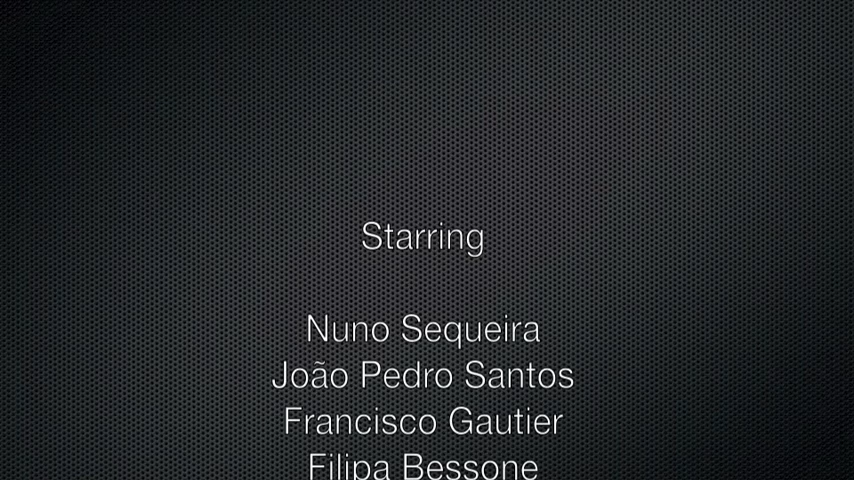 Starring
Nuno Sequeira
João Pedro Santos
Francisco Gautier
Filipa Bessone